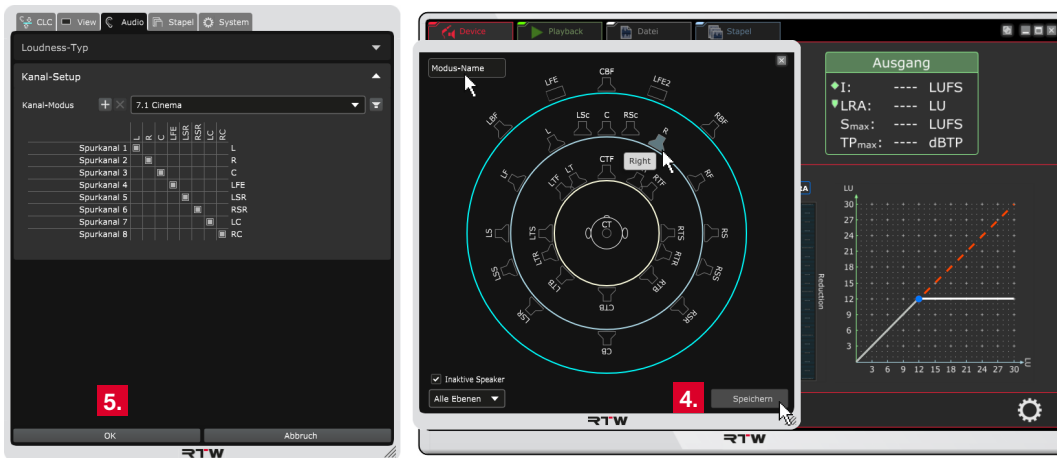 CLC View Audio Stapel System
Loudness-Typ
Kanal-Setup
Kanal-Modus 7.1 Cinema
L R C LFE LSR RSR LC RC
Spurkanal 1 L
Spurkanal 2 R
Spurkanal 3 C
Spurkanal 4 LFE
Spurkanal 5 LSR
Spurkanal 6 RSR
Spurkanal 7 LC
Spurkanal 8 RC
5.
OK Abbruch
RTW
Device Playback Datei Stapel
Modus-Name
CBF
LFE LFE2
LBF RBF
LSc C RSc
L R
Right
CTF
LF LTF LT RTF RF
CT
LS LTS RTS RS
LTR RTR
LSS LTB RTB RSS
CTB
LSR RSR
CB
Inaktive Speaker
Alle Ebenen
4.
Speichern
RTW
Ausgang
I: ---- LUFS
LRA: ---- LU
Smax: ---- LUFS
TPmax: ---- dBTP
LU
30
27
24
21
18
15
12
9
6
3
Reduction
3 6 9 12 15 18 21 24 27 30
RTW